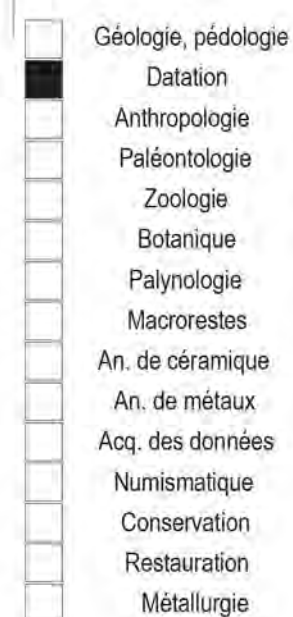 Géologie, pédologie
Datation
Anthropologie
Paléontologie
Zoologie
Botanique
Palynologie
Macrorestes
An. de céramique
An. de métaux
Acq. des données
Numismatique
Conservation
Restauration
Métallurgie